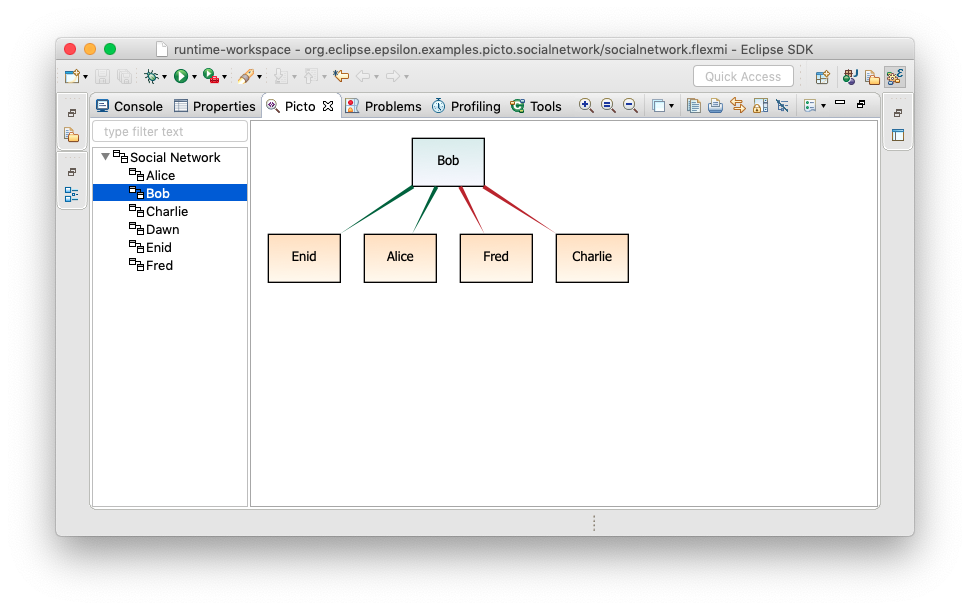 runtime-workspace - org.eclipse.epsilon.examples.picto.socialnetwork/socialnetwork.flexmi - Eclipse SDK
Quick Access
Console Properties Picto Problems Profiling Tools
type filter text
Social Network
Alice
Bob
Charlie
Dawn
Enid
Fred
Bob
Enid Alice Fred Charlie